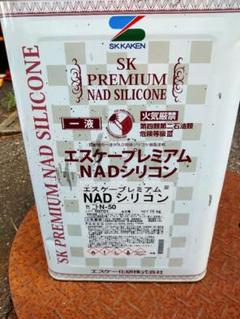 SK KAKEN
SK
PREMIUM
NAD SILICONE
一液
火気厳禁
第四類第二石油類
危険等級Ⅲ
エスケープレミアム
NADシリコン
エスケープレミアム
NADシリコン
N-50
エスケー化研株式会社
SK PREMIUM NAD SILICONE